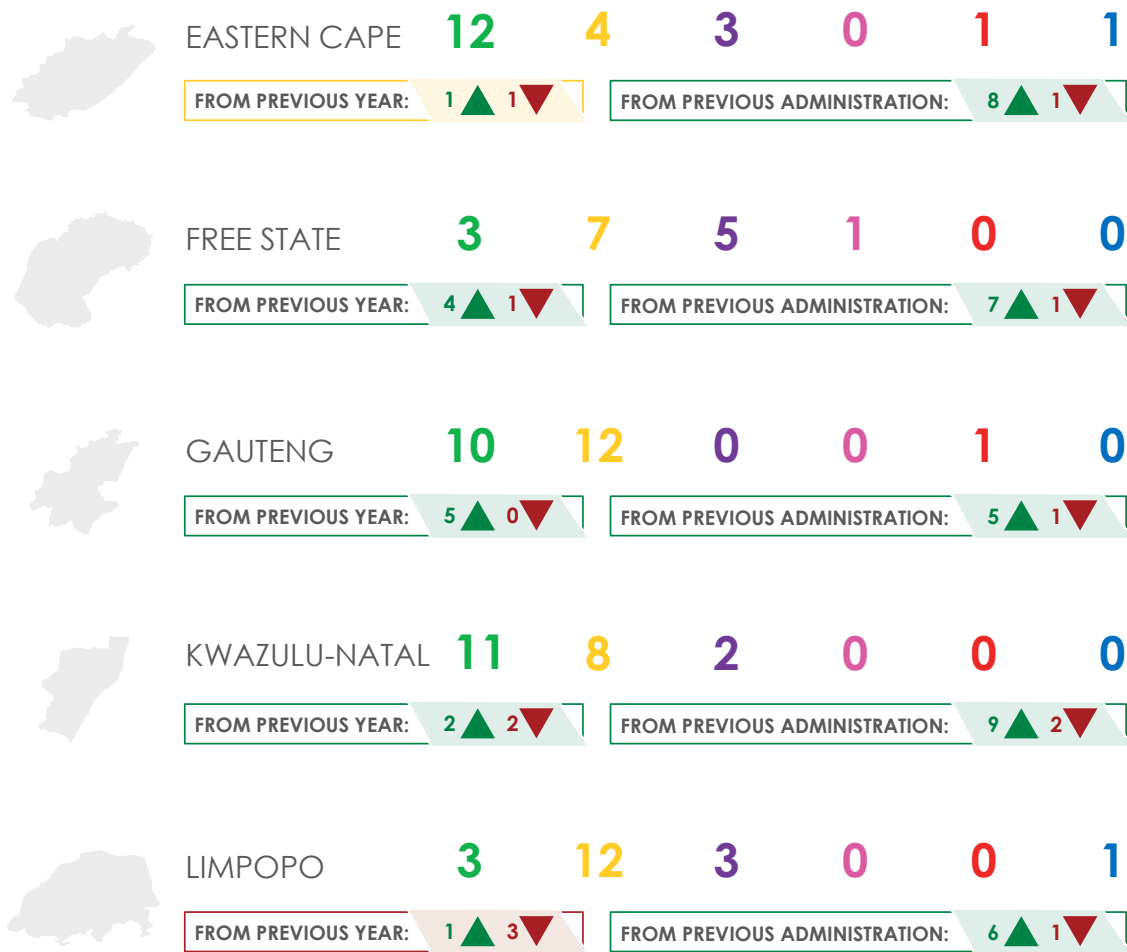 EASTERN CAPE 12 4 3 0 1 1
FROM PREVIOUS YEAR: 1 1 FROM PREVIOUS ADMINISTRATION: 8 1
FREE STATE 3 7 5 1 0 0
FROM PREVIOUS YEAR: 4 1 FROM PREVIOUS ADMINISTRATION: 7 1
GAUTENG 10 12 0 0 1 0
FROM PREVIOUS YEAR: 5 0 FROM PREVIOUS ADMINISTRATION: 5 1
KWAZULU-NATAL 11 8 2 0 0 0
FROM PREVIOUS YEAR: 2 2 FROM PREVIOUS ADMINISTRATION: 9 2
LIMPOPO 3 12 3 0 0 1
FROM PREVIOUS YEAR: 1 3 FROM PREVIOUS ADMINISTRATION: 6 1